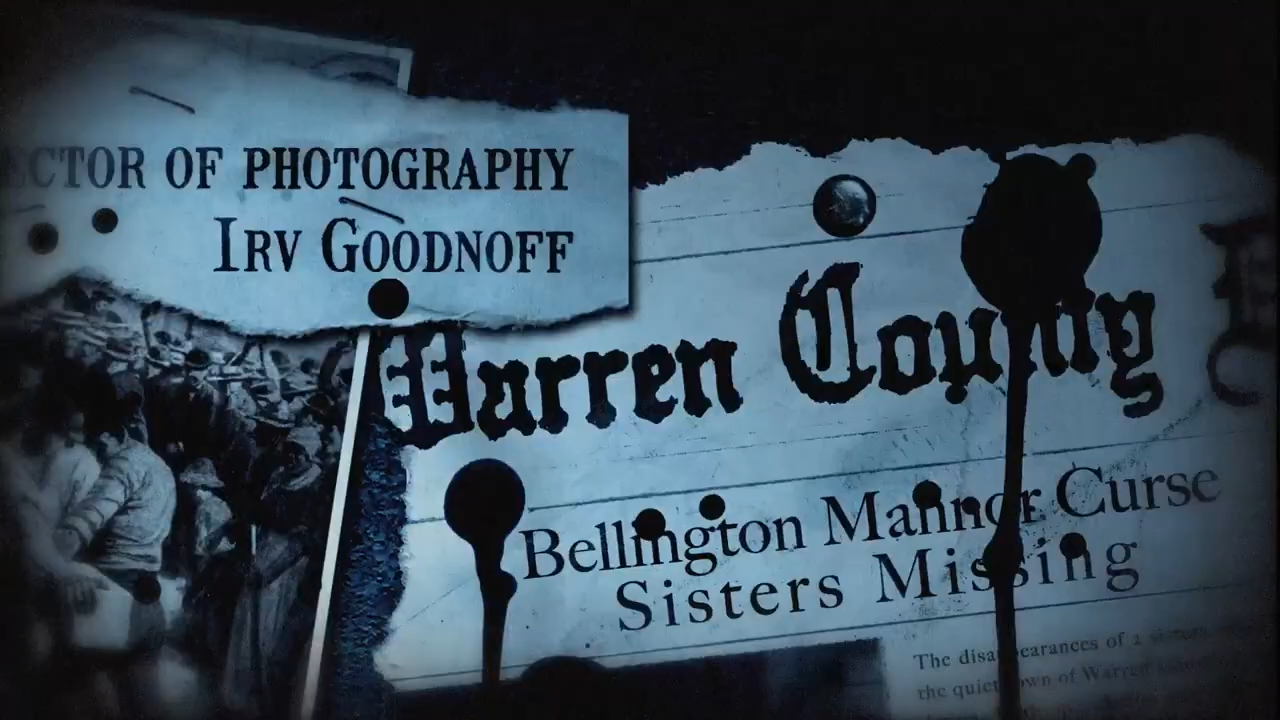 ECTOR OF PHOTOGRAPHY
IRV GOODNOFF
Warren County
Bellington Mannor Curse
Sisters Missing
The disappearances of 2 sisters
the quiet town of Warren